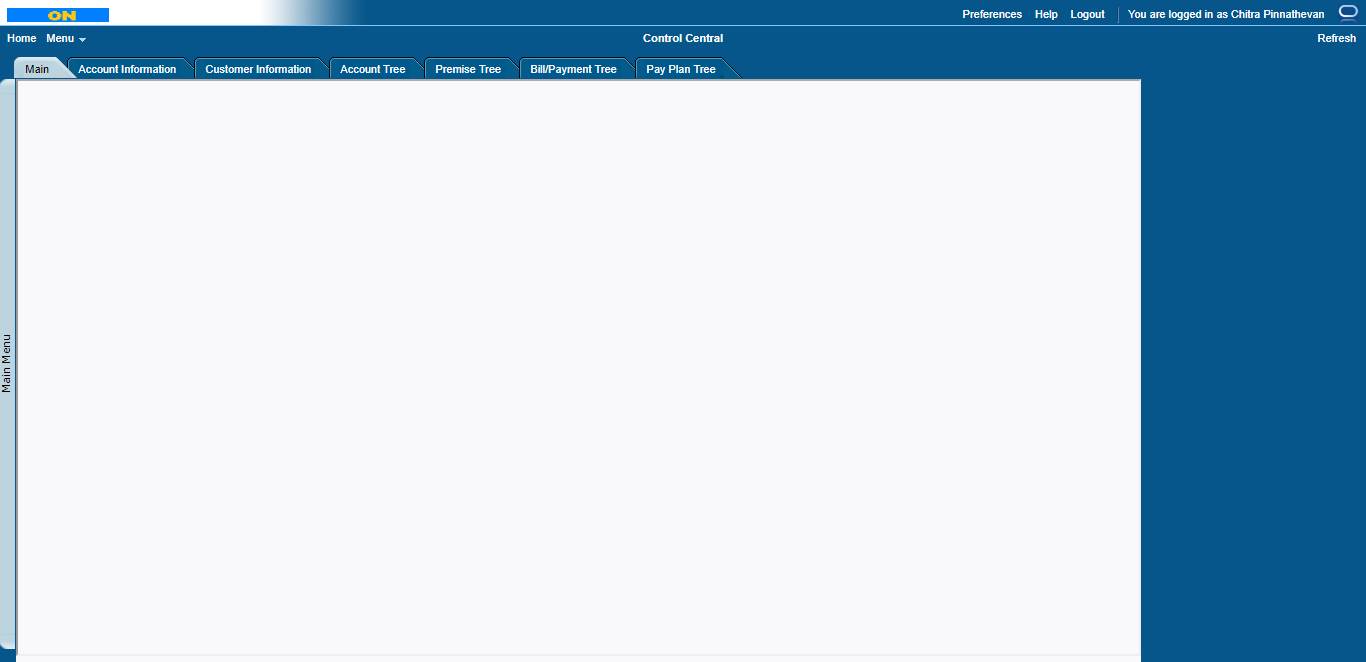 ON
Preferences Help Logout You are logged in as Chitra Pinnathevan
Home Menu Control Central Refresh
Main Account Information Customer Information Account Tree Premise Tree Bill/Payment Tree Pay Plan Tree
Main Menu